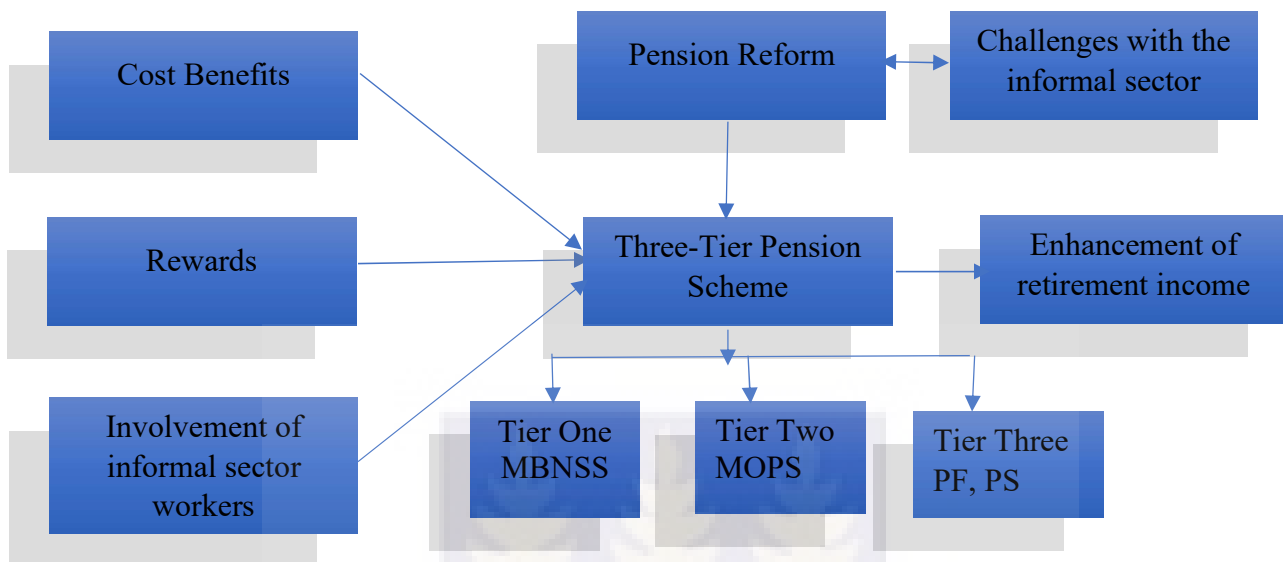 Cost Benefits
Pension Reform
Challenges with the
informal sector
Rewards
Three-Tier Pension
Scheme
Enhancement of
retirement income
Involvement of
informal sector
workers
Tier One
MBNSS
Tier Two
MOPS
Tier Three
PF, PS